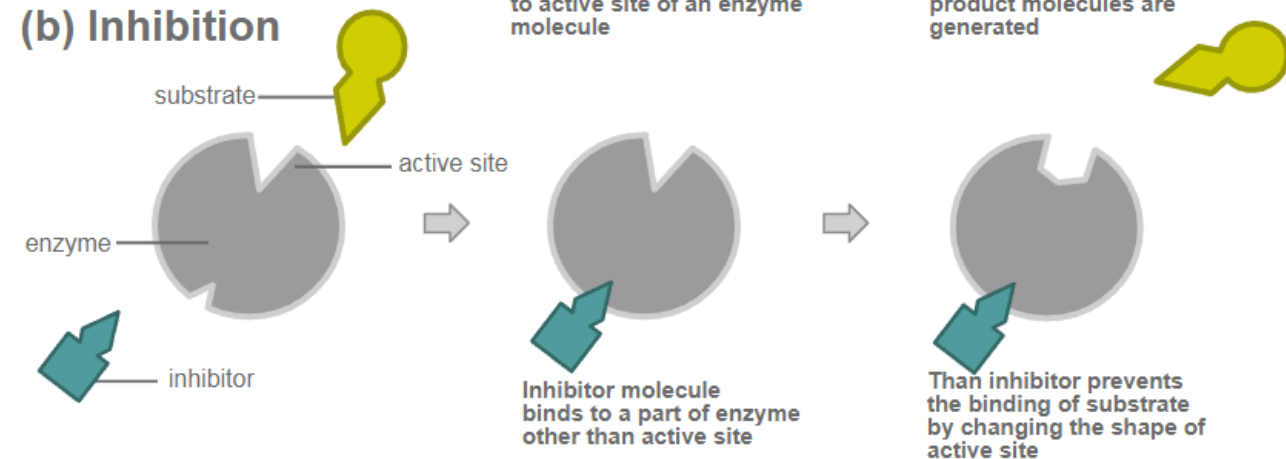 to active site of an enzyme
molecule
product molecules are
generated
(b) Inhibition
substrate
active site
enzyme
inhibitor
Inhibitor molecule
binds to a part of enzyme
other than active site
Than inhibitor prevents
the binding of substrate
by changing the shape of
active site